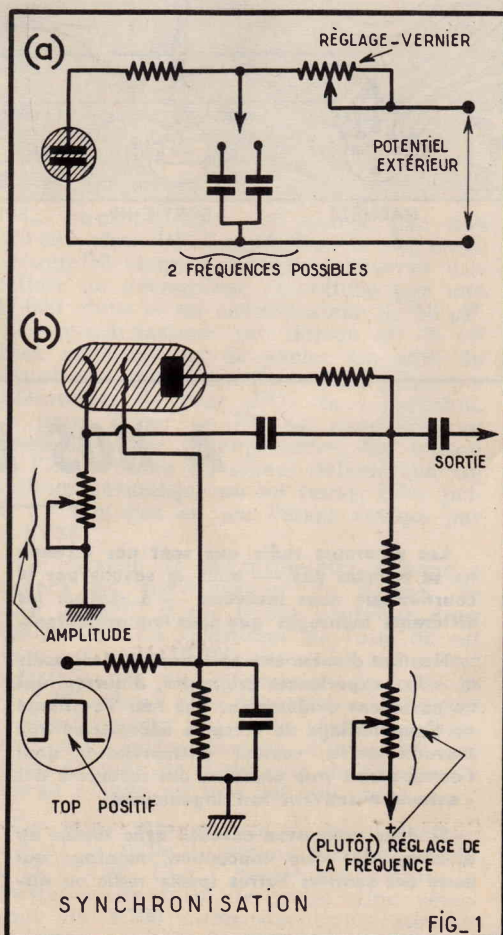 (a)
RÈGLAGE-VERNIER
POTENTIEL
EXTÉRIEUR
2 FRÉQUENCES POSSIBLES
(b)
SORTIE
AMPLITUDE
TOP POSITIF
+
(PLUTÔT) RÉGLAGE DE
LA FRÉQUENCE
SYNCHRONISATION
FIG_1